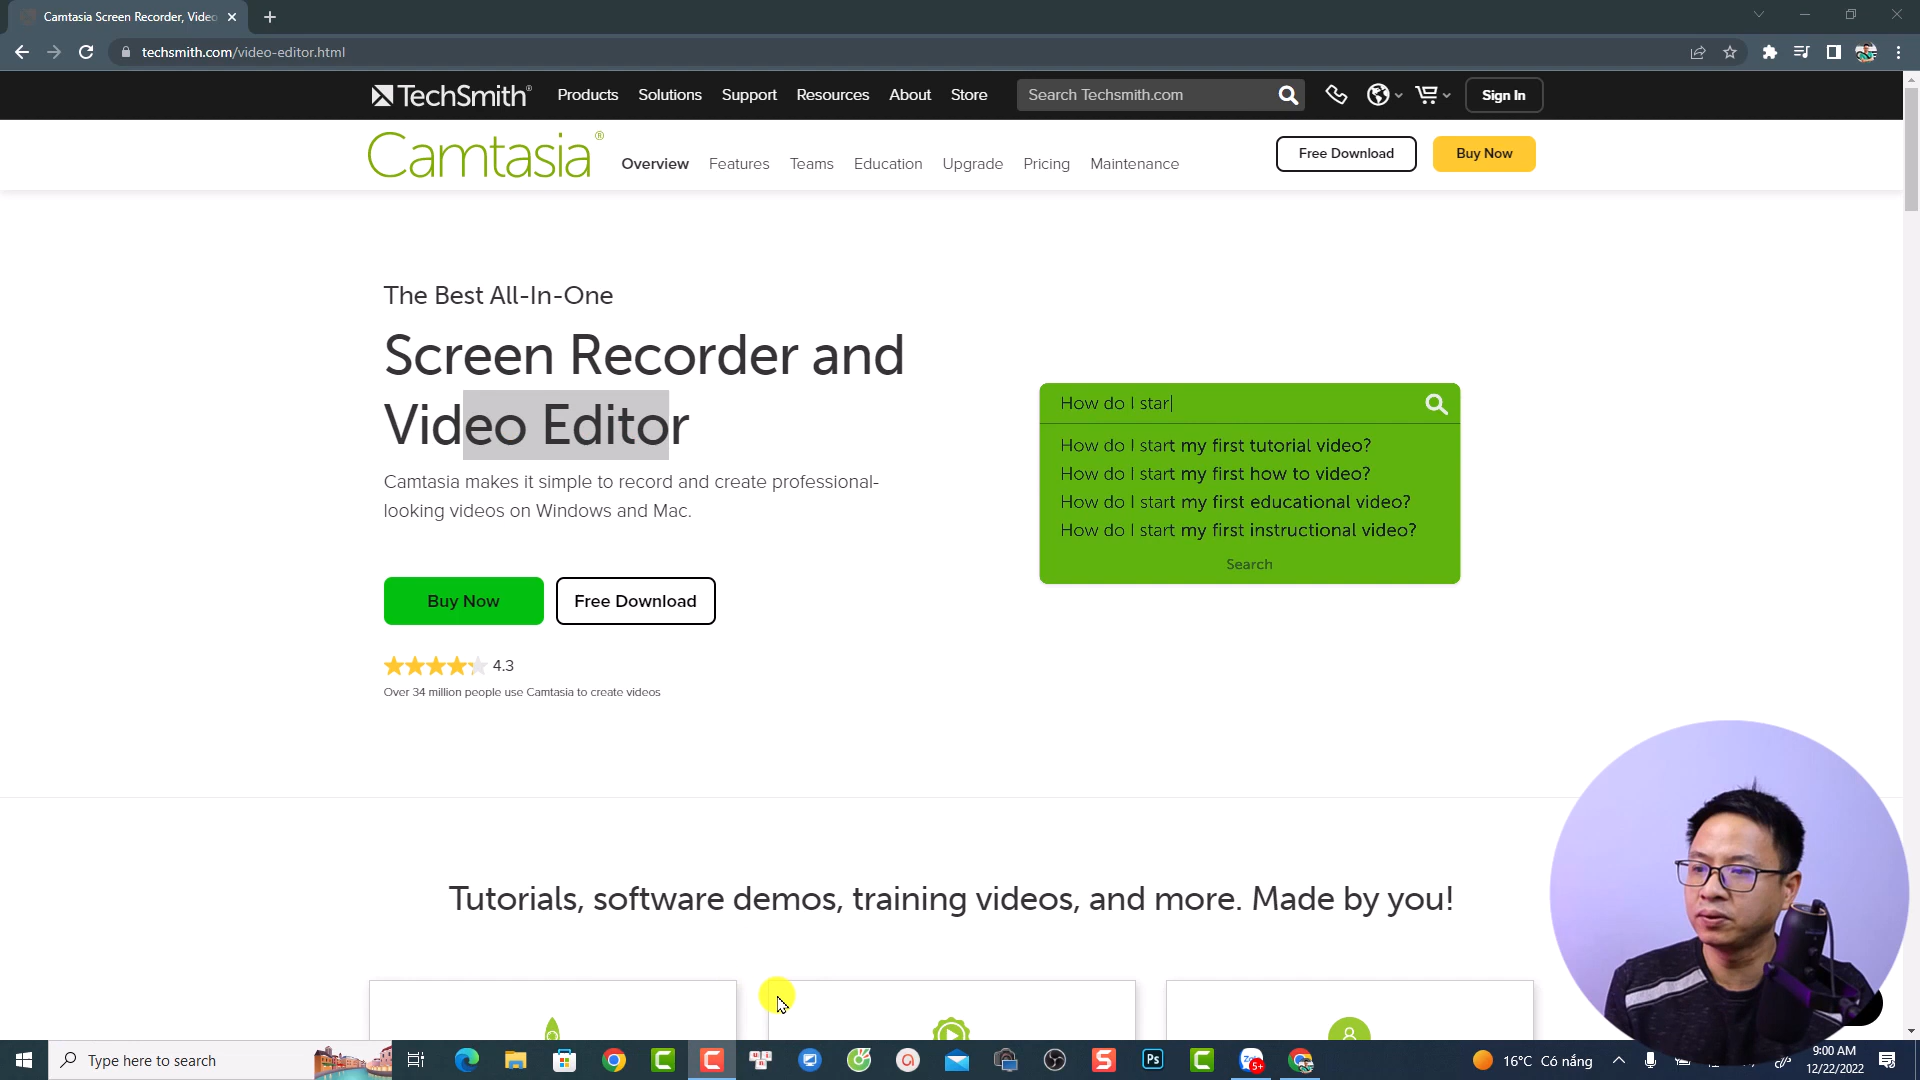 Camtasia Screen Recorder, Video
techsmith.com/video-editor.html
TechSmith®
Products
Solutions
Support
Resources
About
Store
Search Techsmith.com
Sign In
Camtasia®
Overview
Features
Teams
Education
Upgrade
Pricing
Maintenance
Free Download
Buy Now
The Best All-In-One
Screen Recorder and
Video Editor
Camtasia makes it simple to record and create professional-
looking videos on Windows and Mac.
Buy Now
Free Download
4.3
Over 34 million people use Camtasia to create videos
How do I star
How do I start my first tutorial video?
How do I start my first how to video?
How do I start my first educational video?
How do I start my first instructional video?
Search
Tutorials, software demos, training videos, and more. Made by you!
Type here to search
Ps
5+
16°C Có nắng
9:00 AM
12/22/2022